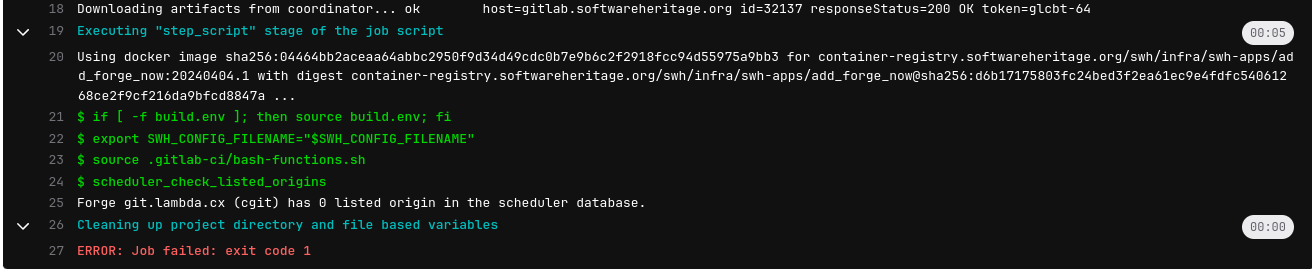 18 Downloading artifacts from coordinator... ok        host=gitlab.softwareheritage.org id=32137 responseStatus=200 OK token=glcbt-64
19 Executing "step_script" stage of the job script 00:05
20 Using docker image sha256:04464bb2aceaa64abbc2950f9d34d49cdc0b7e9b6c2f2918fcc94d55975a9bb3 for container-registry.softwareheritage.org/swh/infra/swh-apps/ad
d_forge_now:20240404.1 with digest container-registry.softwareheritage.org/swh/infra/swh-apps/add_forge_now@sha256:d6b17175803fc24bed3f2ea61ec9e4fdfc540612
68ce2f9cf216da9bfcd8847a ...
21 $ if [ -f build.env ]; then source build.env; fi
22 $ export SWH_CONFIG_FILENAME="$SWH_CONFIG_FILENAME"
23 $ source .gitlab-ci/bash-functions.sh
24 $ scheduler_check_listed_origins
25 Forge git.lambda.cx (cgit) has 0 listed origin in the scheduler database.
26 Cleaning up project directory and file based variables 00:00
27 ERROR: Job failed: exit code 1